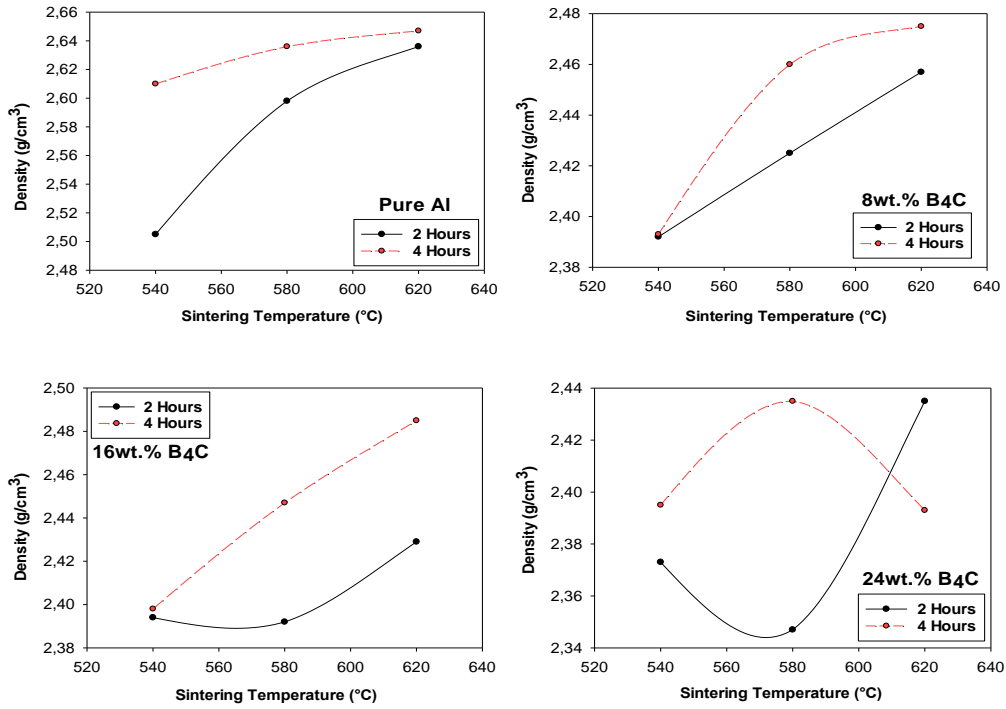 2,66
2,64
2,62
2,60
2,58
2,56
2,54
2,52
2,50
2,48
Density (g/cm3)
Pure Al
2 Hours
4 Hours
520 540 560 580 600 620 640
Sintering Temperature (°C)
2,48
2,46
2,44
2,42
2,40
2,38
Density (g/cm3)
8wt.% B4C
2 Hours
4 Hours
520 540 560 580 600 620 640
Sintering Temperature (°C)
2,50
2,48
2,46
2,44
2,42
2,40
2,38
Density (g/cm3)
2 Hours
4 Hours
16wt.% B4C
520 540 560 580 600 620 640
Sintering Temperature (°C)
2,44
2,42
2,40
2,38
2,36
2,34
Density (g/cm3)
24wt.% B4C
2 Hours
4 Hours
520 540 560 580 600 620 640
Sintering Temperature (°C)